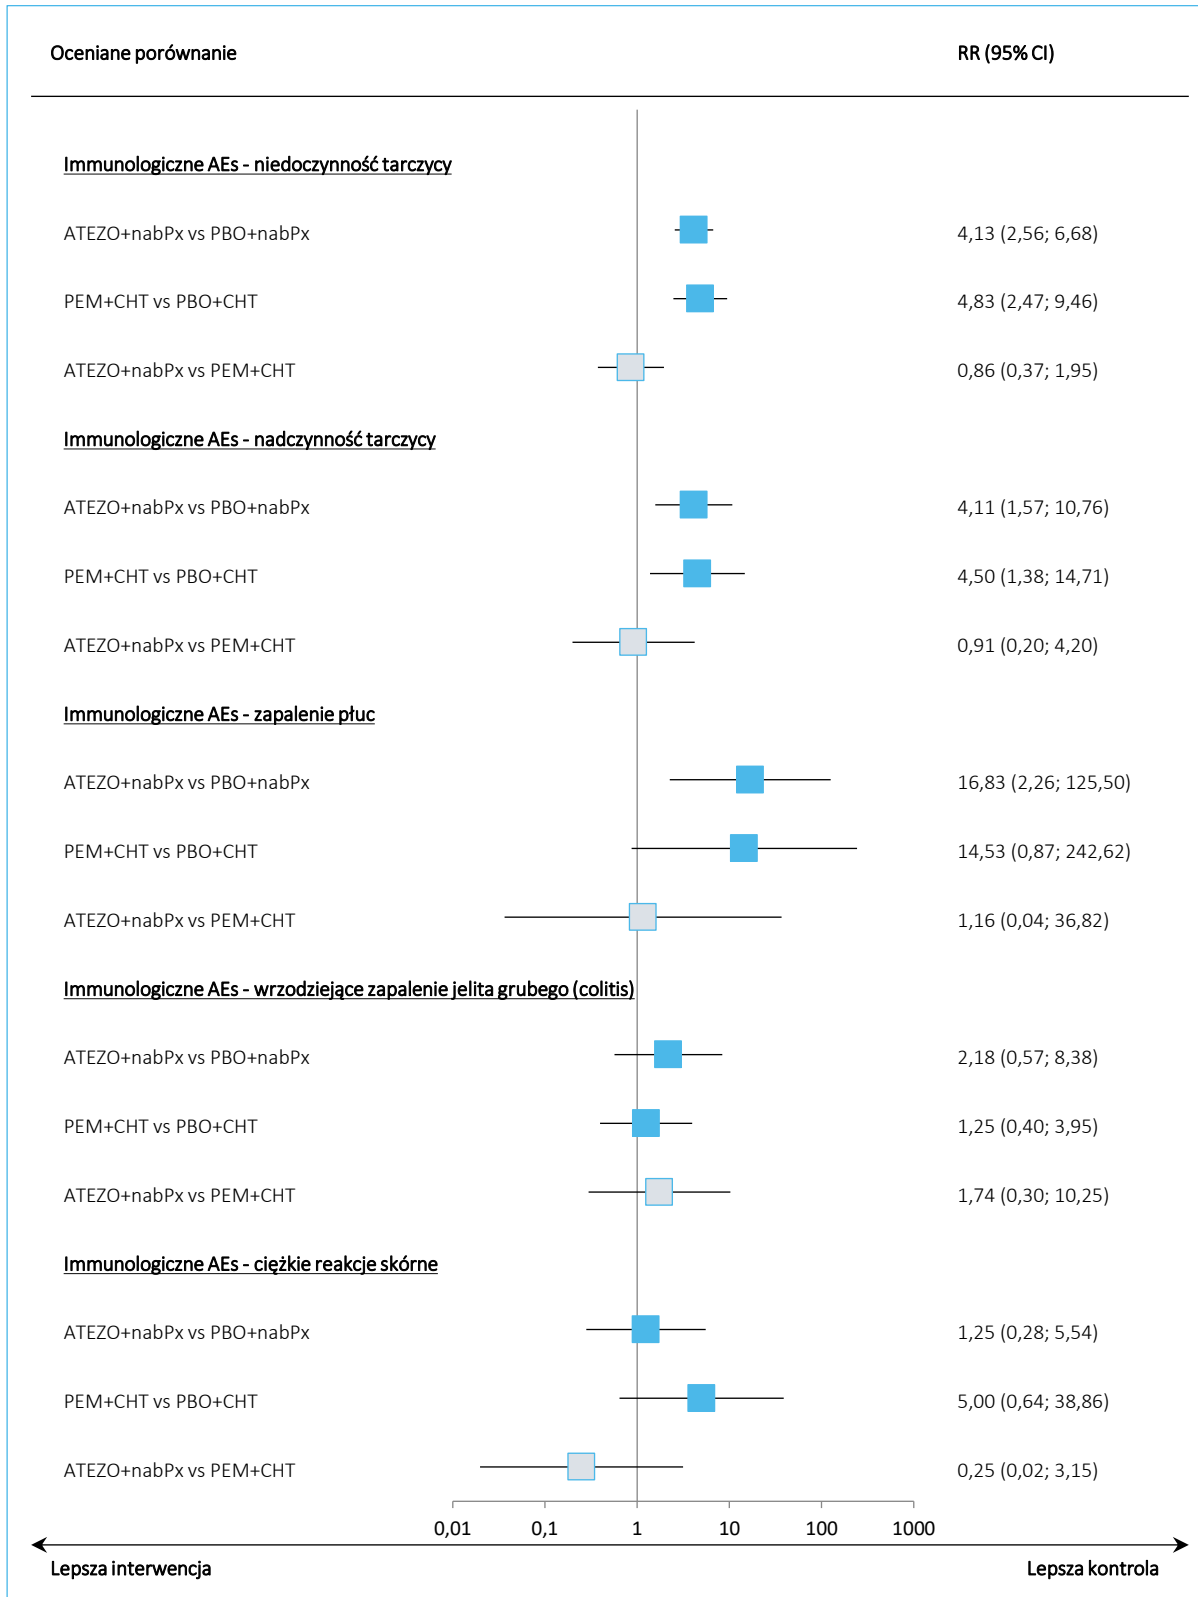 Oceniane porównanie RR (95% CI)
Immunologiczne AEs - niedoczynność tarczycy
ATEZO+nabPx vs PBO+nabPx 4,13 (2,56; 6,68)
PEM+CHT vs PBO+CHT 4,83 (2,47; 9,46)
ATEZO+nabPx vs PEM+CHT 0,86 (0,37; 1,95)
Immunologiczne AEs - nadczynność tarczycy
ATEZO+nabPx vs PBO+nabPx 4,11 (1,57; 10,76)
PEM+CHT vs PBO+CHT 4,50 (1,38; 14,71)
ATEZO+nabPx vs PEM+CHT 0,91 (0,20; 4,20)
Immunologiczne AEs - zapalenie płuc
ATEZO+nabPx vs PBO+nabPx 16,83 (2,26; 125,50)
PEM+CHT vs PBO+CHT 14,53 (0,87; 242,62)
ATEZO+nabPx vs PEM+CHT 1,16 (0,04; 36,82)
Immunologiczne AEs - wrzodziejące zapalenie jelita grubego (colitis)
ATEZO+nabPx vs PBO+nabPx 2,18 (0,57; 8,38)
PEM+CHT vs PBO+CHT 1,25 (0,40; 3,95)
ATEZO+nabPx vs PEM+CHT 1,74 (0,30; 10,25)
Immunologiczne AEs - ciężkie reakcje skórne
ATEZO+nabPx vs PBO+nabPx 1,25 (0,28; 5,54)
PEM+CHT vs PBO+CHT 5,00 (0,64; 38,86)
ATEZO+nabPx vs PEM+CHT 0,25 (0,02; 3,15)
0,01 0,1 1 10 100 1000
Lepsza interwencja Lepsza kontrola